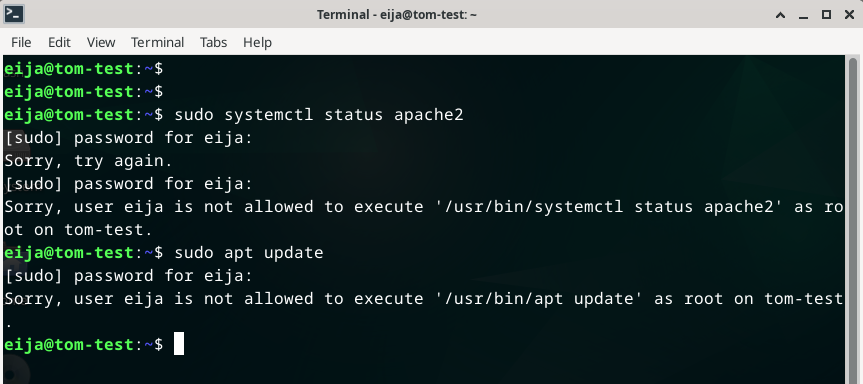 Terminal - eija@tom-test: ~
File Edit View Terminal Tabs Help
eija@tom-test:~$
eija@tom-test:~$
eija@tom-test:~$ sudo systemctl status apache2
[sudo] password for eija:
Sorry, try again.
[sudo] password for eija:
Sorry, user eija is not allowed to execute '/usr/bin/systemctl status apache2' as ro
ot on tom-test.
eija@tom-test:~$ sudo apt update
[sudo] password for eija:
Sorry, user eija is not allowed to execute '/usr/bin/apt update' as root on tom-test
.
eija@tom-test:~$